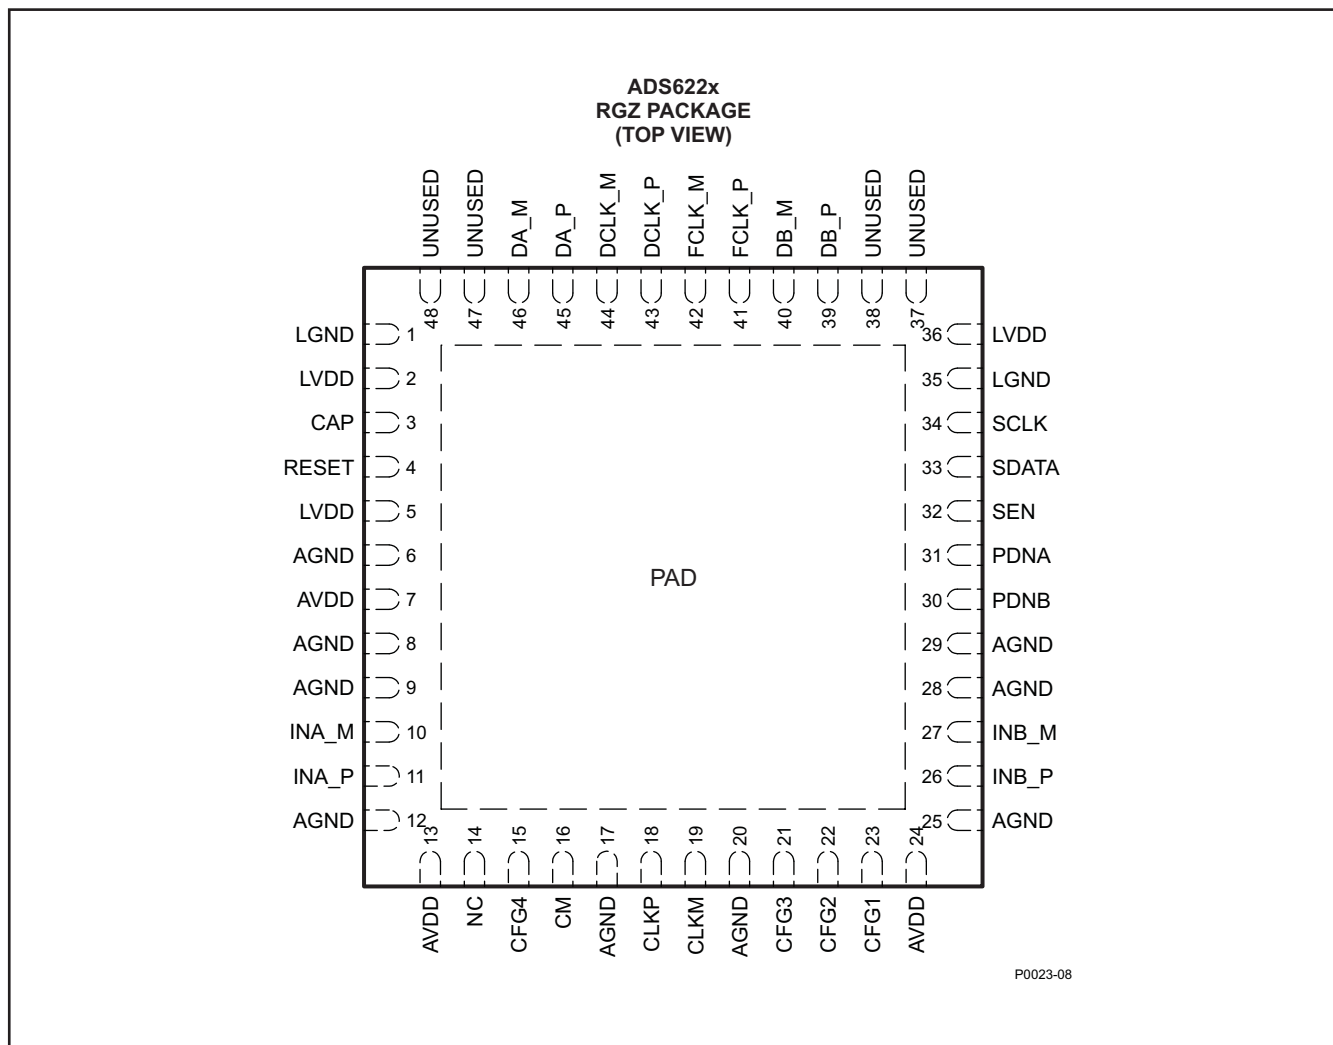 ADS622x
RGZ PACKAGE
(TOP VIEW)
UNUSED
UNUSED
DA_M
DA_P
DCLK_M
DCLK_P
FCLK_M
FCLK_P
DB_M
DB_P
UNUSED
UNUSED
48
47
46
45
44
43
42
41
40
39
38
37
LGND 1
LVDD 2
CAP 3
RESET 4
LVDD 5
AGND 6
AVDD 7
AGND 8
AGND 9
INA_M 10
INA_P 11
AGND 12
PAD
36 LVDD
35 LGND
34 SCLK
33 SDATA
32 SEN
31 PDNA
30 PDNB
29 AGND
28 AGND
27 INB_M
26 INB_P
25 AGND
13
14
15
16
17
18
19
20
21
22
23
24
AVDD
NC
CFG4
CM
AGND
CLKP
CLKM
AGND
CFG3
CFG2
CFG1
AVDD
P0023-08